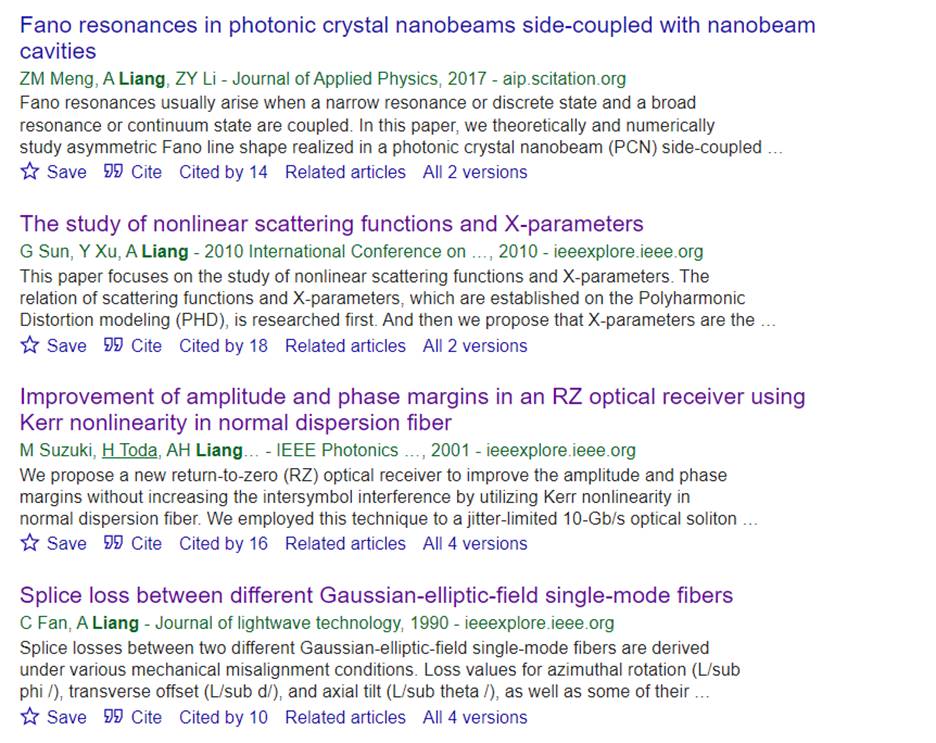 Fano resonances in photonic crystal nanobeams side-coupled with nanobeam
cavities
ZM Meng, A Liang, ZY Li - Journal of Applied Physics, 2017 - aip.scitation.org
Fano resonances usually arise when a narrow resonance or discrete state and a broad
resonance or continuum state are coupled. In this paper, we theoretically and numerically
study asymmetric Fano line shape realized in a photonic crystal nanobeam (PCN) side-coupled …
Save Cite Cited by 14 Related articles All 2 versions
The study of nonlinear scattering functions and X-parameters
G Sun, Y Xu, A Liang - 2010 International Conference on …, 2010 - ieeexplore.ieee.org
This paper focuses on the study of nonlinear scattering functions and X-parameters. The
relation of scattering functions and X-parameters, which are established on the Polyharmonic
Distortion modeling (PHD), is researched first. And then we propose that X-parameters are the …
Save Cite Cited by 18 Related articles All 2 versions
Improvement of amplitude and phase margins in an RZ optical receiver using
Kerr nonlinearity in normal dispersion fiber
M Suzuki, H Toda, AH Liang… - IEEE Photonics …, 2001 - ieeexplore.ieee.org
We propose a new return-to-zero (RZ) optical receiver to improve the amplitude and phase
margins without increasing the intersymbol interference by utilizing Kerr nonlinearity in
normal dispersion fiber. We employed this technique to a jitter-limited 10-Gb/s optical soliton …
Save Cite Cited by 16 Related articles All 4 versions
Splice loss between different Gaussian-elliptic-field single-mode fibers
C Fan, A Liang - Journal of lightwave technology, 1990 - ieeexplore.ieee.org
Splice losses between two different Gaussian-elliptic-field single-mode fibers are derived
under various mechanical misalignment conditions. Loss values for azimuthal rotation (L/sub
phi /), transverse offset (L/sub d/), and axial tilt (L/sub theta /), as well as some of their …
Save Cite Cited by 10 Related articles All 4 versions